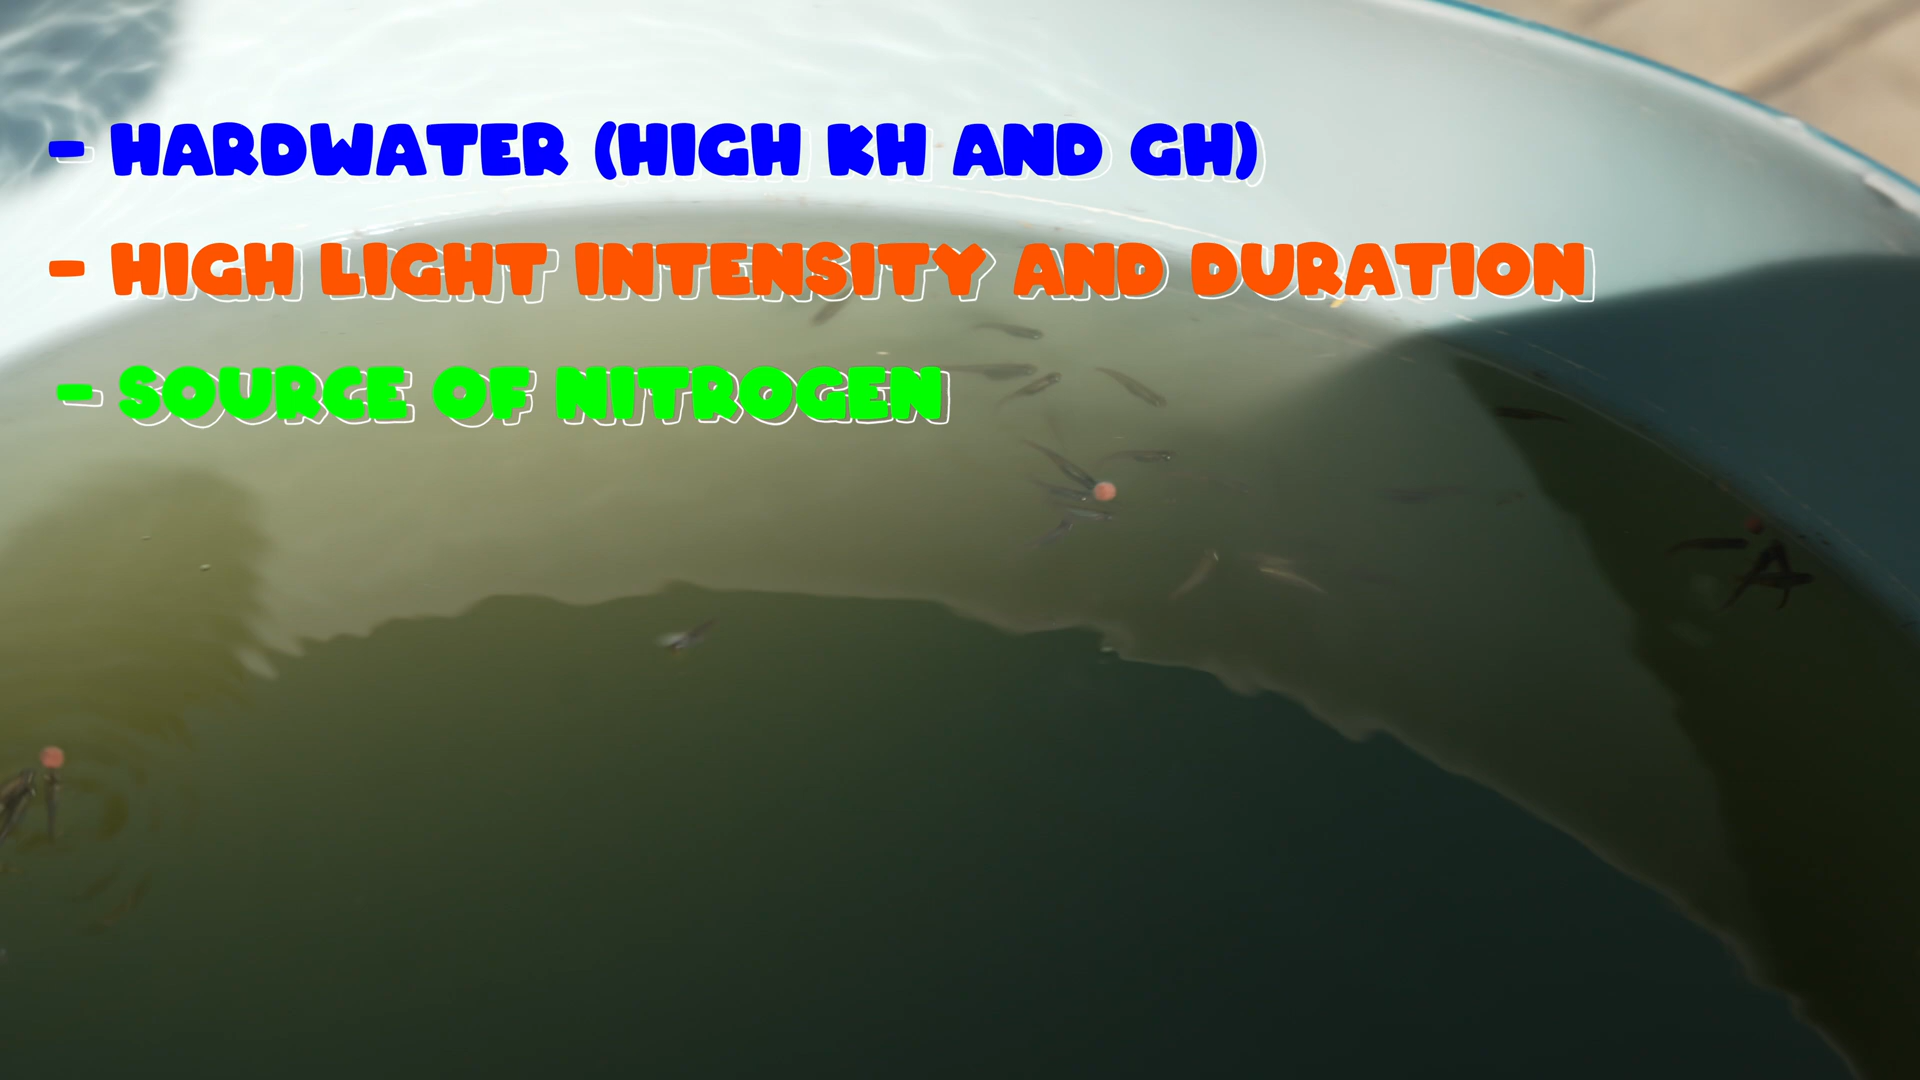 - HARDWATER (HIGH KH AND GH)
- HIGH LIGHT INTENSITY AND DURATION
- SOURCE OF NITROGEN